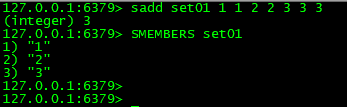 127.0.0.1:6379> sadd set01 1 1 2 2 3 3 3
(integer) 3
127.0.0.1:6379> SMEMBERS set01
1) "1"
2) "2"
3) "3"
127.0.0.1:6379>
127.0.0.1:6379>